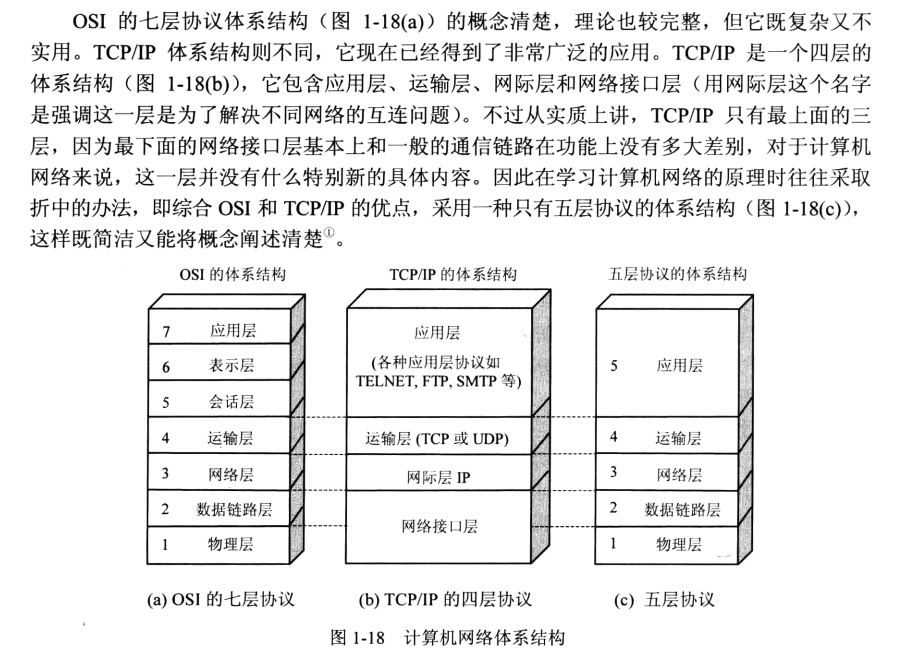 OSI 的七层协议体系结构（图 1-18(a)）的概念清楚，理论也较完整，但它既复杂又不
实用。TCP/IP 体系结构则不同，它现在已经得到了非常广泛的应用。TCP/IP 是一个四层的
体系结构（图 1-18(b)），它包含应用层、运输层、网际层和网络接口层（用网际层这个名字
是强调这一层是为了解决不同网络的互连问题）。不过从实质上讲，TCP/IP 只有最上面的三
层，因为最下面的网络接口层基本上和一般的通信链路在功能上没有多大差别，对于计算机
网络来说，这一层并没有什么特别新的具体内容。因此在学习计算机网络的原理时往往采取
折中的办法，即综合 OSI 和 TCP/IP 的优点，采用一种只有五层协议的体系结构（图 1-18(c)），
这样既简洁又能将概念阐述清楚①。
OSI 的体系结构
7 应用层
6 表示层
5 会话层
4 运输层
3 网络层
2 数据链路层
1 物理层
(a) OSI 的七层协议
TCP/IP 的体系结构
应用层
(各种应用层协议如
TELNET, FTP, SMTP 等)
运输层 (TCP 或 UDP)
网际层 IP
网络接口层
(b) TCP/IP 的四层协议
五层协议的体系结构
5 应用层
4 运输层
3 网络层
2 数据链路层
1 物理层
(c) 五层协议
图 1-18 计算机网络体系结构